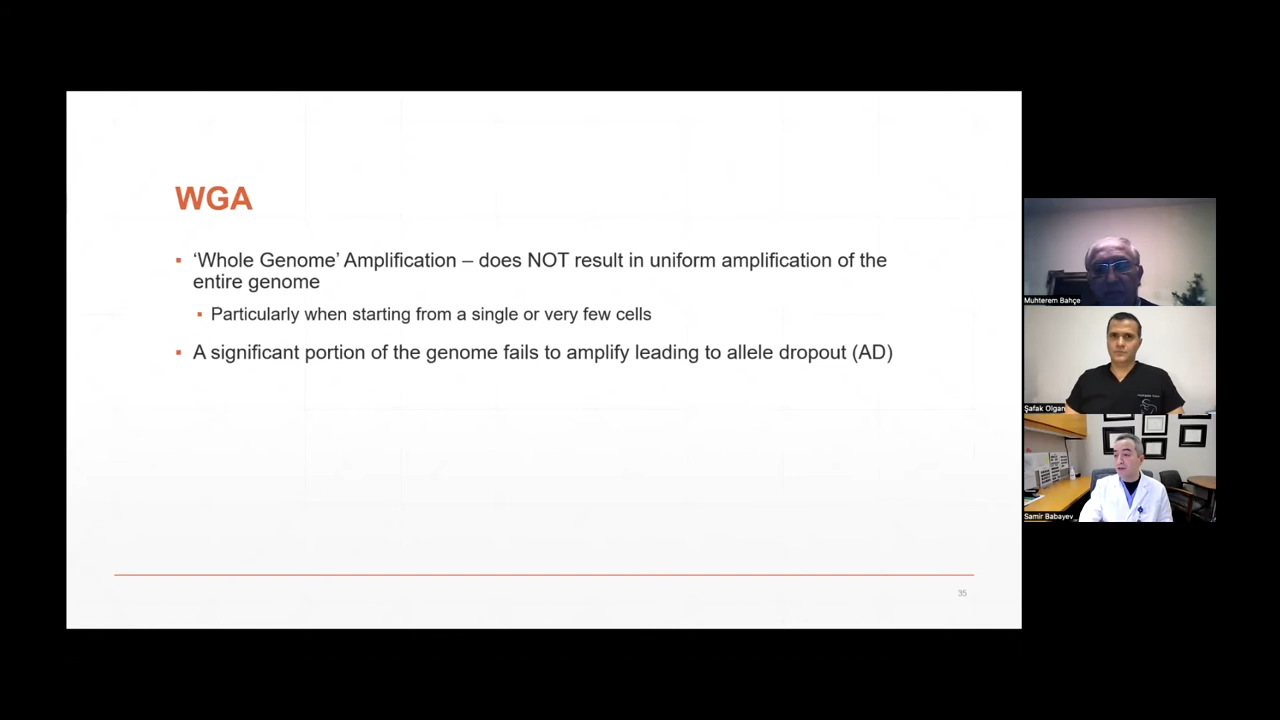 WGA
‘Whole Genome’ Amplification – does NOT result in uniform amplification of the
entire genome
Particularly when starting from a single or very few cells
A significant portion of the genome fails to amplify leading to allele dropout (AD)
35
Muhterem Bahçe
Şafak Olgan
Samir Babayev